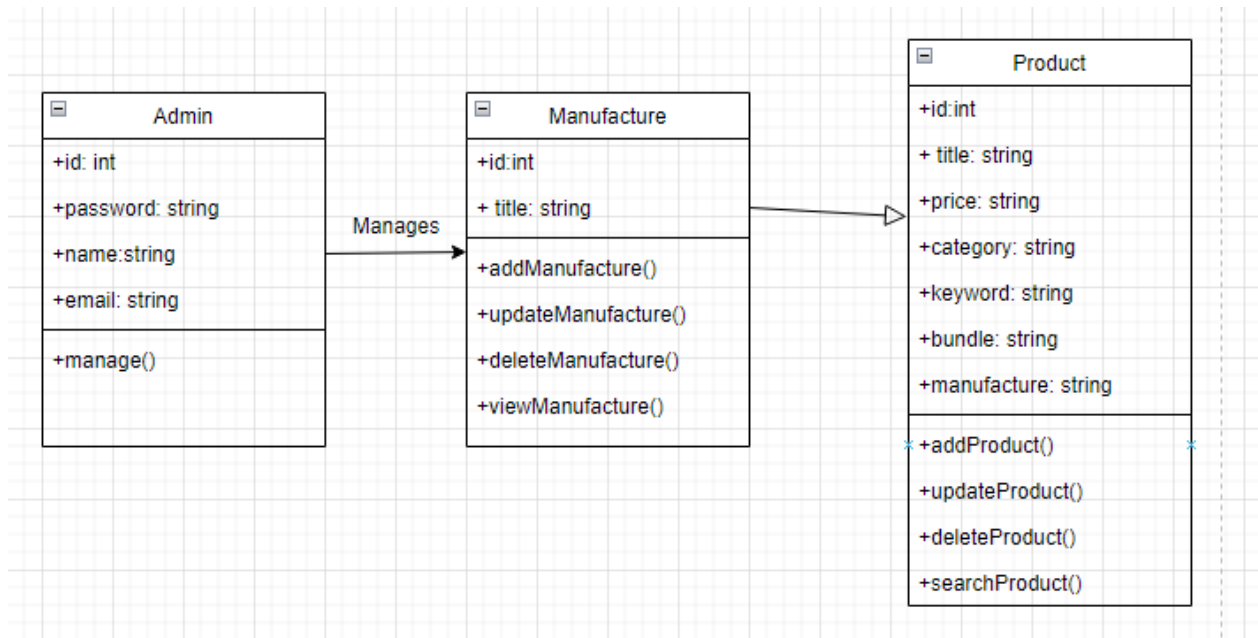 Admin
+id: int
+password: string
+name:string
+email: string
+manage()
Manages
Manufacture
+id:int
+ title: string
+addManufacture()
+updateManufacture()
+deleteManufacture()
+viewManufacture()
Product
+id:int
+ title: string
+price: string
+category: string
+keyword: string
+bundle: string
+manufacture: string
+addProduct()
+updateProduct()
+deleteProduct()
+searchProduct()